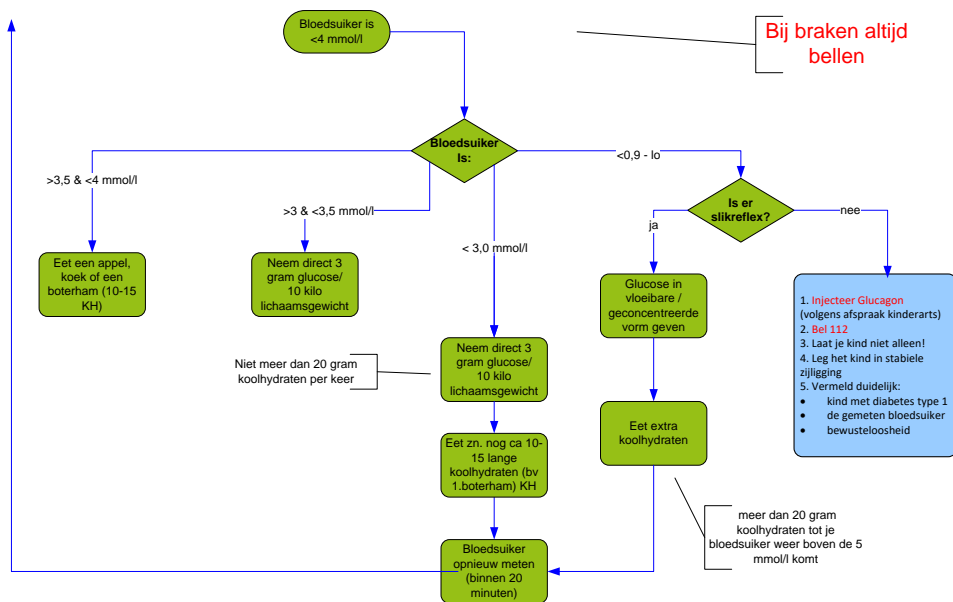 Bloedsuiker is
<4 mmol/l
Bij braken altijd
bellen
Bloedsuiker
Is:
>3,5 & <4 mmol/l
>3 & <3,5 mmol/l
< 3,0 mmol/l
<0,9 - lo
Is er
slikreflex?
ja
nee
Eet een appel,
koek of een
boterham (10-15
KH)
Neem direct 3
gram glucose/
10 kilo
lichaamsgewicht
Glucose in
vloeibare /
geconcentreerde
vorm geven
1. Injecteer Glucagon
(volgens afspraak kinderarts)
2. Bel 112
3. Laat je kind niet alleen!
4. Leg het kind in stabiele
zijligging
5. Vermeld duidelijk:
• kind met diabetes type 1
• de gemeten bloedsuiker
• bewusteloosheid
Niet meer dan 20 gram
koolhydraten per keer
Neem direct 3
gram glucose/
10 kilo
lichaamsgewicht
Eet extra
koolhydraten
Eet zn. nog ca 10-
15 lange
koolhydraten (bv
1.boterham) KH
meer dan 20 gram
koolhydraten tot je
bloedsuiker weer boven de 5
mmol/l komt
Bloedsuiker
opnieuw meten
(binnen 20
minuten)